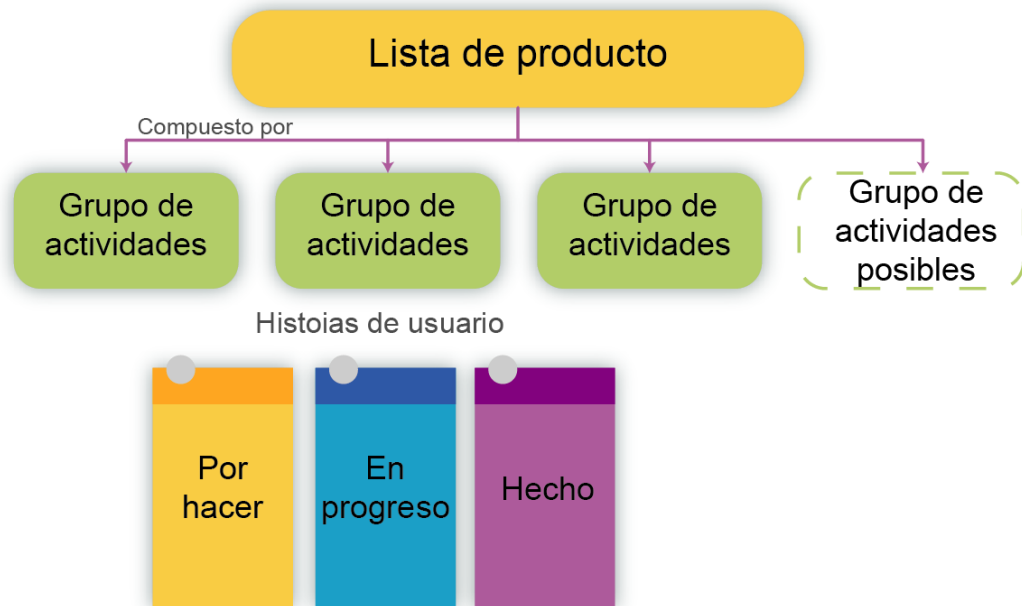 Lista de producto
Compuesto por
Grupo de
actividades
Grupo de
actividades
Grupo de
actividades
Grupo de
actividades
posibles
Histoias de usuario
Por
hacer
En
progreso
Hecho